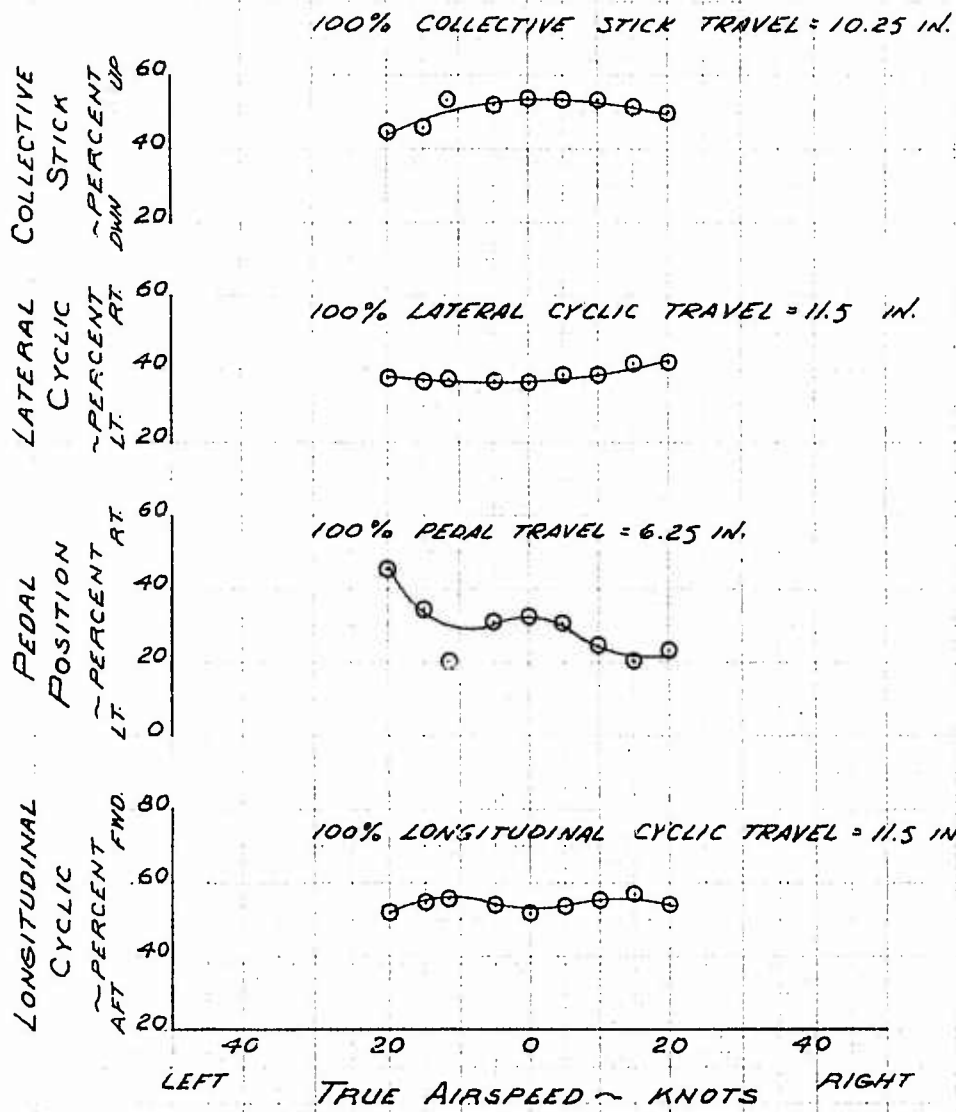 100% COLLECTIVE STICK TRAVEL = 10.25 IN.
COLLECTIVE
STICK
~PERCENT
DWN UP
60
40
20
100% LATERAL CYCLIC TRAVEL = 11.5 IN.
LATERAL
CYCLIC
~PERCENT
LT. RT.
60
40
20
100% PEDAL TRAVEL = 6.25 IN.
PEDAL
POSITION
~PERCENT
LT. RT.
60
40
20
0
100% LONGITUDINAL CYCLIC TRAVEL = 11.5 IN
LONGITUDINAL
CYCLIC
~PERCENT
AFT FWD.
80
60
40
20
40 20 0 20 40
LEFT TRUE AIRSPEED ~ KNOTS RIGHT